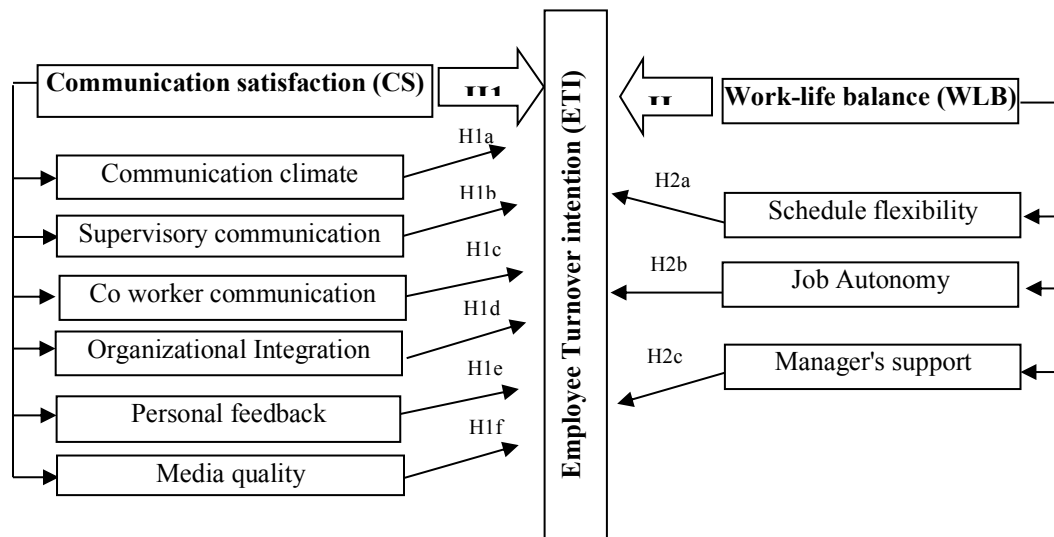 Communication satisfaction (CS)
Work-life balance (WLB)
Employee Turnover intention (ETI)
H1a
Communication climate
H1b
Supervisory communication
H1c
Co worker communication
H1d
Organizational Integration
H1e
Personal feedback
H1f
Media quality
H2a
Schedule flexibility
H2b
Job Autonomy
H2c
Manager's support